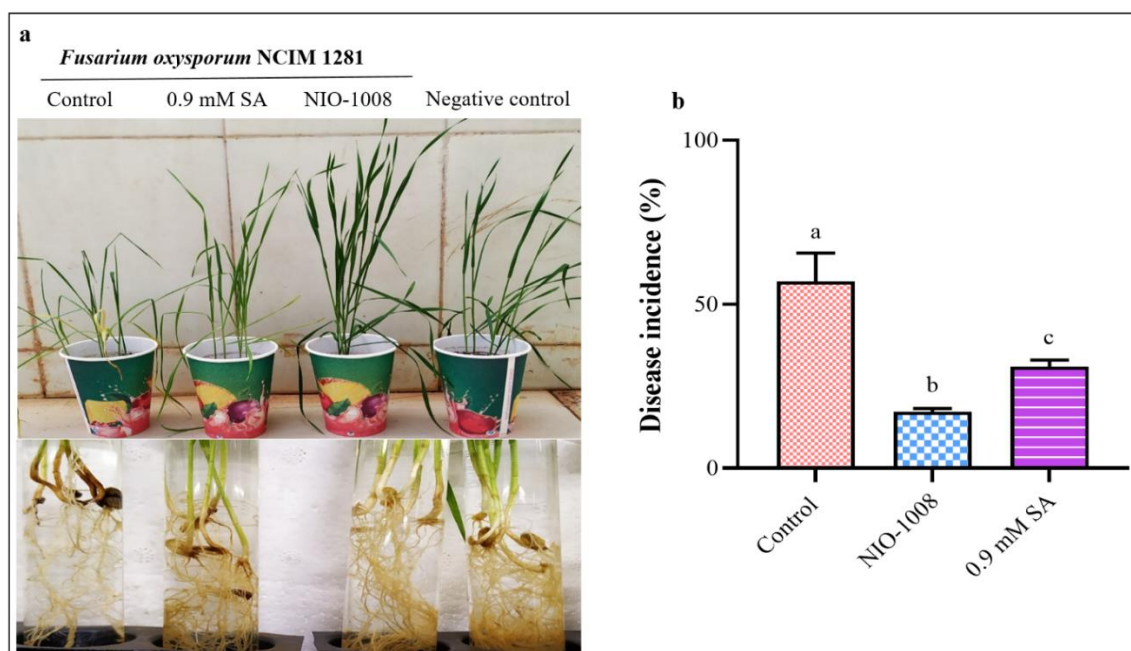 a
Fusarium oxysporum NCIM 1281
Control 0.9 mM SA NIO-1008 Negative control
b
Disease incidence (%)
100
50
0
a
b
c
Control
NIO-1008
0.9 mM SA